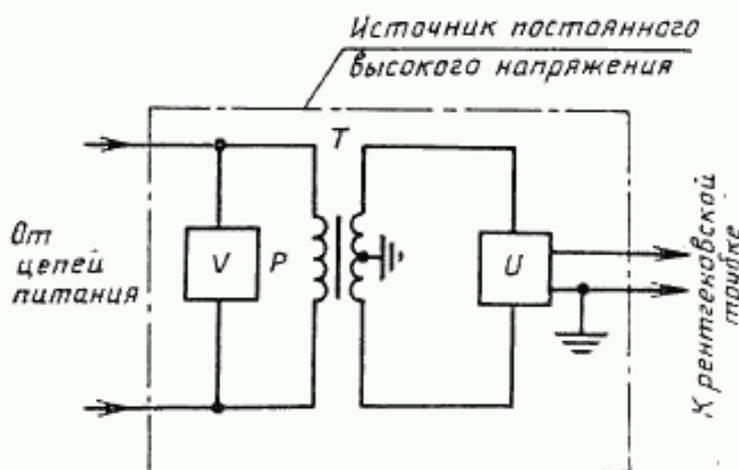 Источник постоянного
высокого напряжения
T
От
цепей
питания
V
P
U
К рентгеновской
трубке